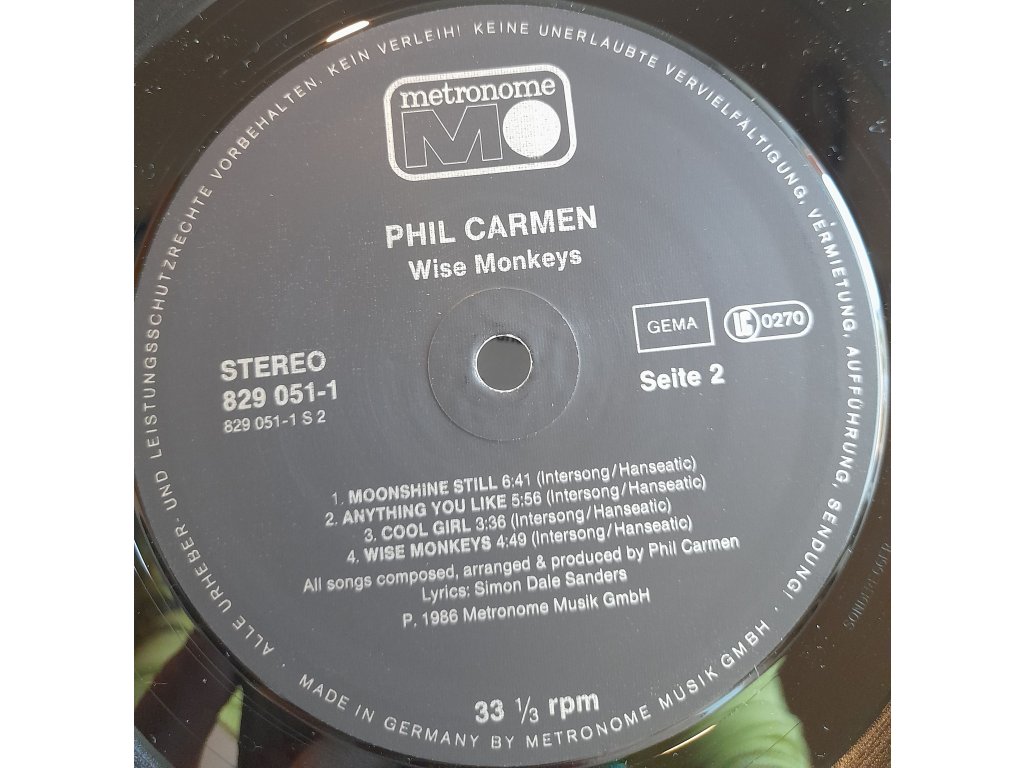 ALLE URHEBER- UND LEISTUNGSSCHUTZRECHTE VORBEHALTEN. KEIN VERLEIH! KEINE UNERLAUBTE VERVIELFÄLTIGUNG, VERMIETUNG, AUFFÜHRUNG, SENDUNG!
metronome
PHIL CARMEN
Wise Monkeys
STEREO
829 051-1
829 051-1 S 2
GEMA
LC 0270
Seite 2
1. MOONSHINE STILL 6:41 (Intersong/Hanseatic)
2. ANYTHING YOU LIKE 5:56 (Intersong/Hanseatic)
3. COOL GIRL 3:36 (Intersong/Hanseatic)
4. WISE MONKEYS 4:49 (Intersong/Hanseatic)
All songs composed, arranged & produced by Phil Carmen
Lyrics: Simon Dale Sanders
P. 1986 Metronome Musik GmbH
33 1/3 rpm
· MADE IN GERMANY BY METRONOME MUSIK GMBH ·